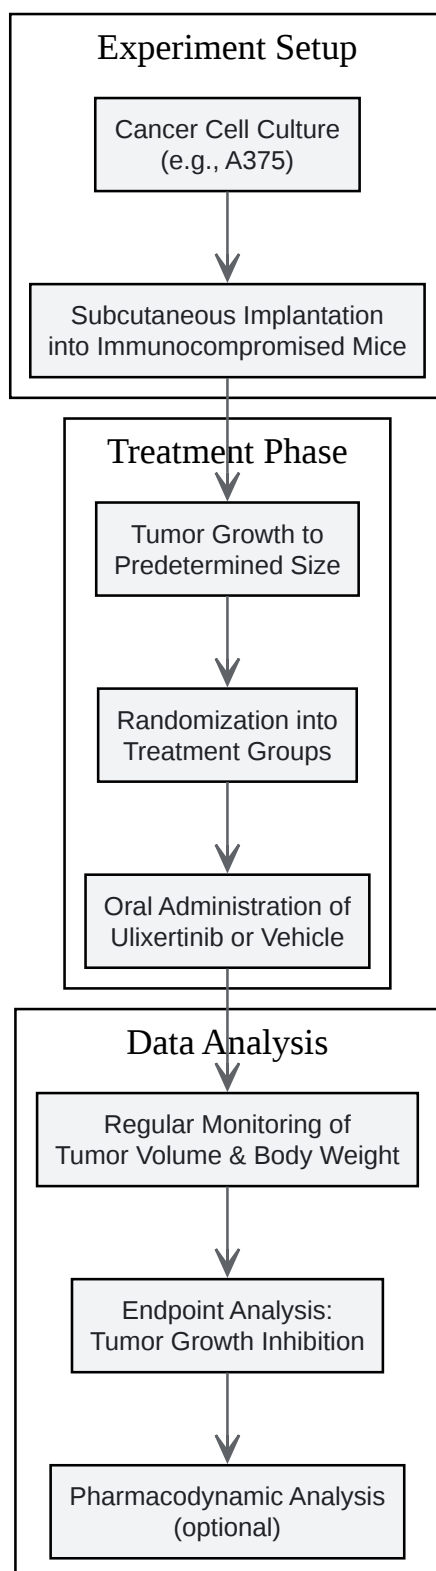 Experiment Setup
Cancer Cell Culture
(e.g., A375)
Subcutaneous Implantation
into Immunocompromised Mice
Treatment Phase
Tumor Growth to
Predetermined Size
Randomization into
Treatment Groups
Oral Administration of
Ulixertinib or Vehicle
Data Analysis
Regular Monitoring of
Tumor Volume & Body Weight
Endpoint Analysis:
Tumor Growth Inhibition
Pharmacodynamic Analysis
(optional)